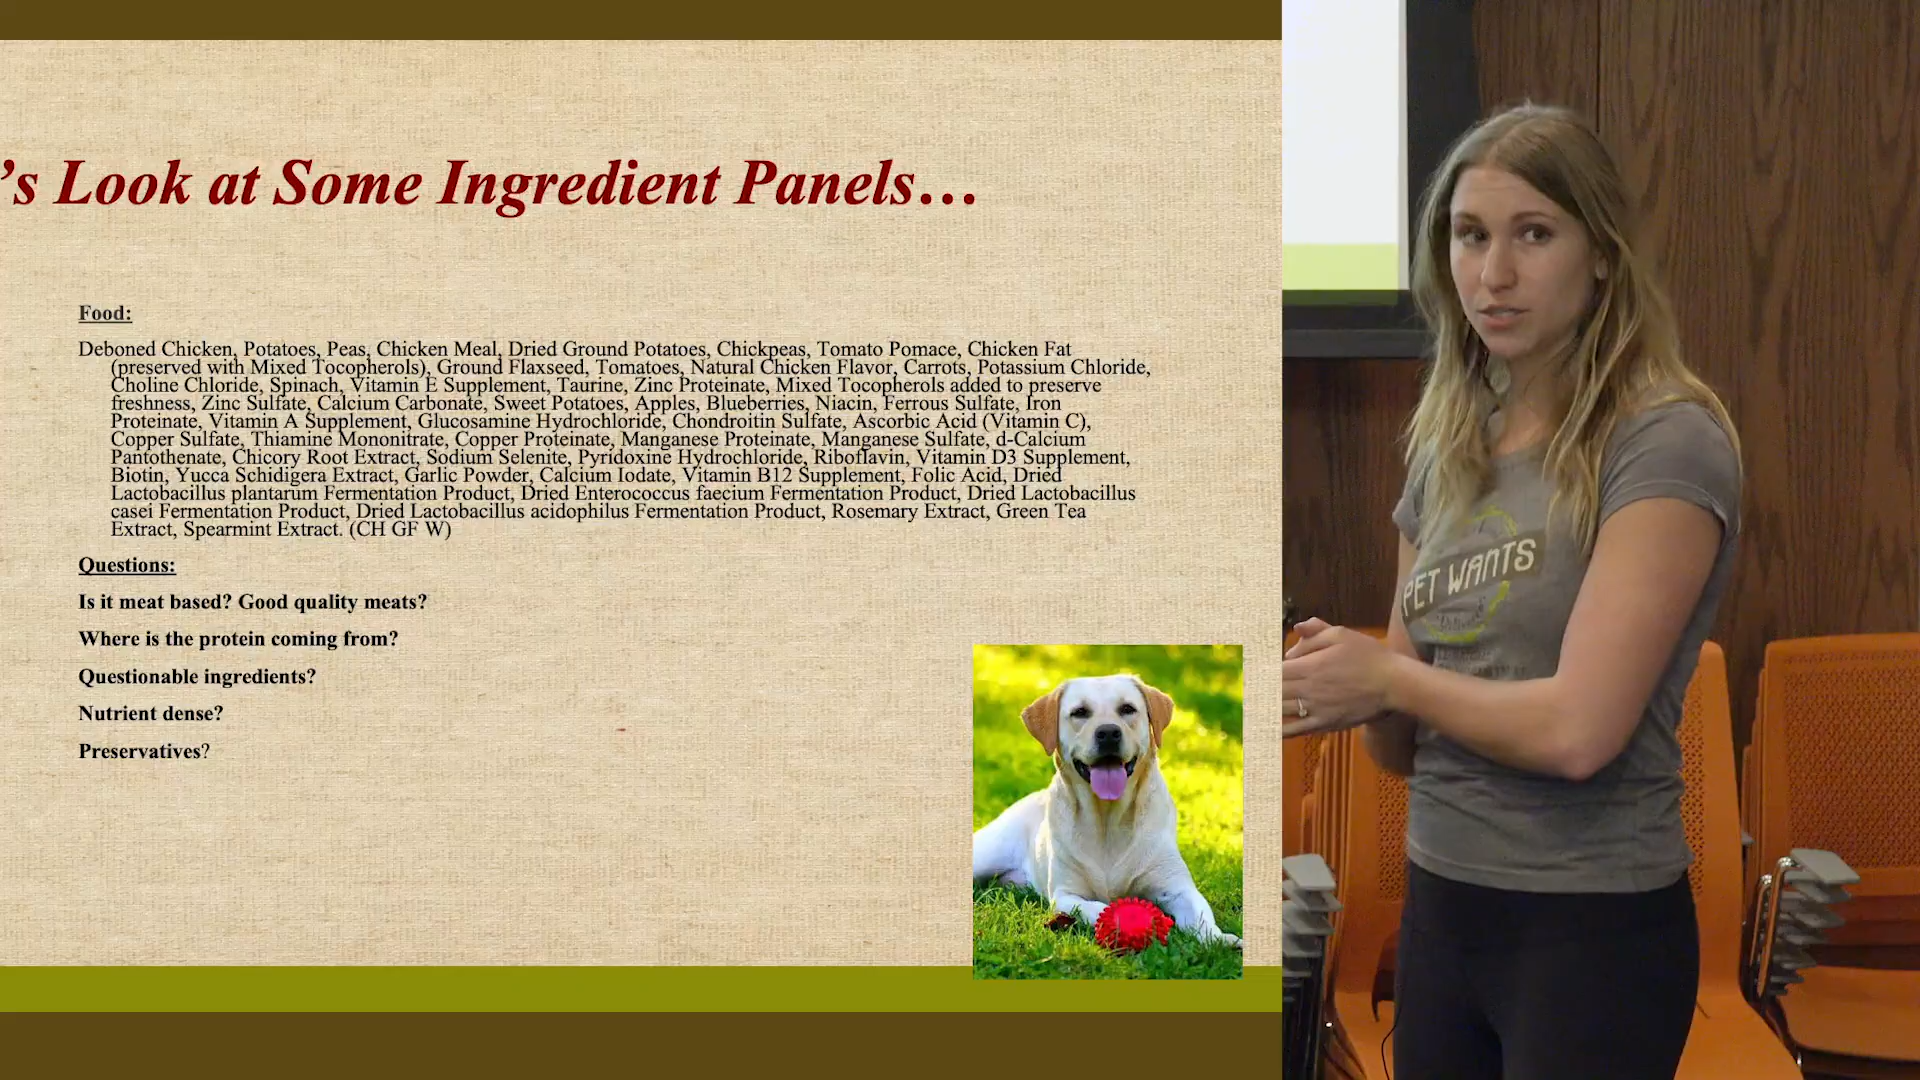 ’s Look at Some Ingredient Panels…
Food:
Deboned Chicken, Potatoes, Peas, Chicken Meal, Dried Ground Potatoes, Chickpeas, Tomato Pomace, Chicken Fat
(preserved with Mixed Tocopherols), Ground Flaxseed, Tomatoes, Natural Chicken Flavor, Carrots, Potassium Chloride,
Choline Chloride, Spinach, Vitamin E Supplement, Taurine, Zinc Proteinate, Mixed Tocopherols added to preserve
freshness, Zinc Sulfate, Calcium Carbonate, Sweet Potatoes, Apples, Blueberries, Niacin, Ferrous Sulfate, Iron
Proteinate, Vitamin A Supplement, Glucosamine Hydrochloride, Chondroitin Sulfate, Ascorbic Acid (Vitamin C),
Copper Sulfate, Thiamine Mononitrate, Copper Proteinate, Manganese Proteinate, Manganese Sulfate, d-Calcium
Pantothenate, Chicory Root Extract, Sodium Selenite, Pyridoxine Hydrochloride, Riboflavin, Vitamin D3 Supplement,
Biotin, Yucca Schidigera Extract, Garlic Powder, Calcium Iodate, Vitamin B12 Supplement, Folic Acid, Dried
Lactobacillus plantarum Fermentation Product, Dried Enterococcus faecium Fermentation Product, Dried Lactobacillus
casei Fermentation Product, Dried Lactobacillus acidophilus Fermentation Product, Rosemary Extract, Green Tea
Extract, Spearmint Extract. (CH GF W)
Questions:
Is it meat based? Good quality meats?
Where is the protein coming from?
Questionable ingredients?
Nutrient dense?
Preservatives?
PET WANTS